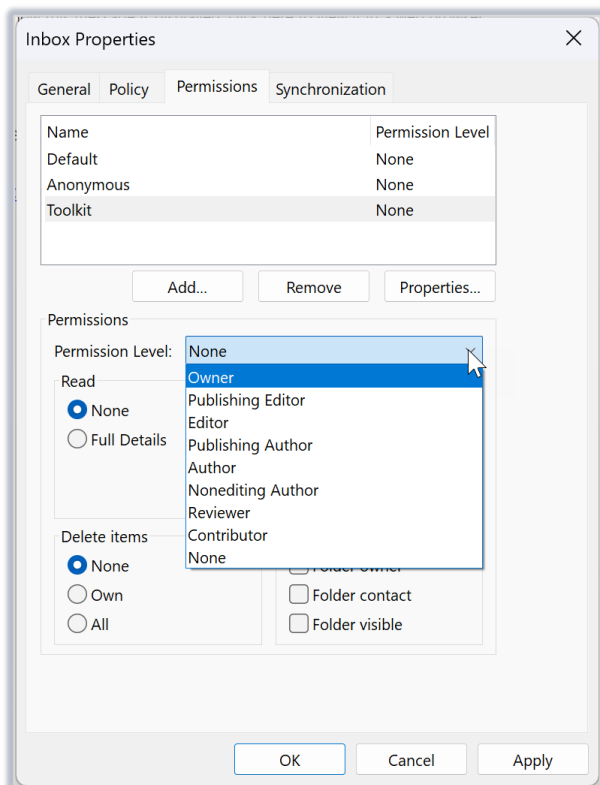 Inbox Properties
General Policy Permissions Synchronization
Name Permission Level
Default None
Anonymous None
Toolkit None
Add... Remove Properties...
Permissions
Permission Level: None
Owner
Publishing Editor
Editor
Publishing Author
Author
Nonediting Author
Reviewer
Contributor
None
Read
None
Full Details
Delete items
None
Own
All
Folder owner
Folder contact
Folder visible
OK Cancel Apply